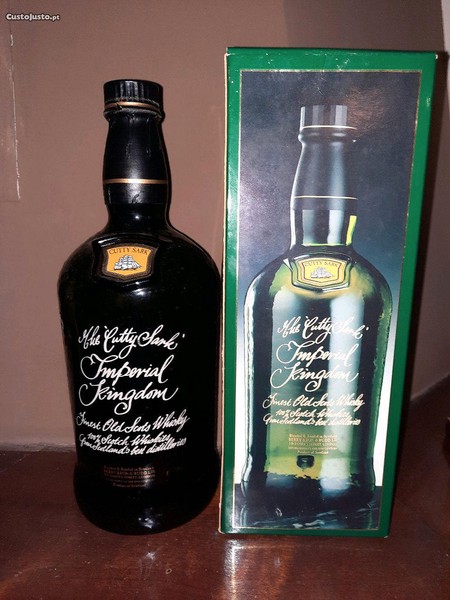 CustoJusto.pt
CUTTY SARK
The "Cutty Sark"
Imperial
Kingdom
Finest Old Scots Whisky
100% Scotch Whiskies
from Scotland's best distilleries
CUTTY SARK
The "Cutty Sark"
Imperial
Kingdom
Finest Old Scots Whisky
100% Scotch Whiskies
from Scotland's best distilleries